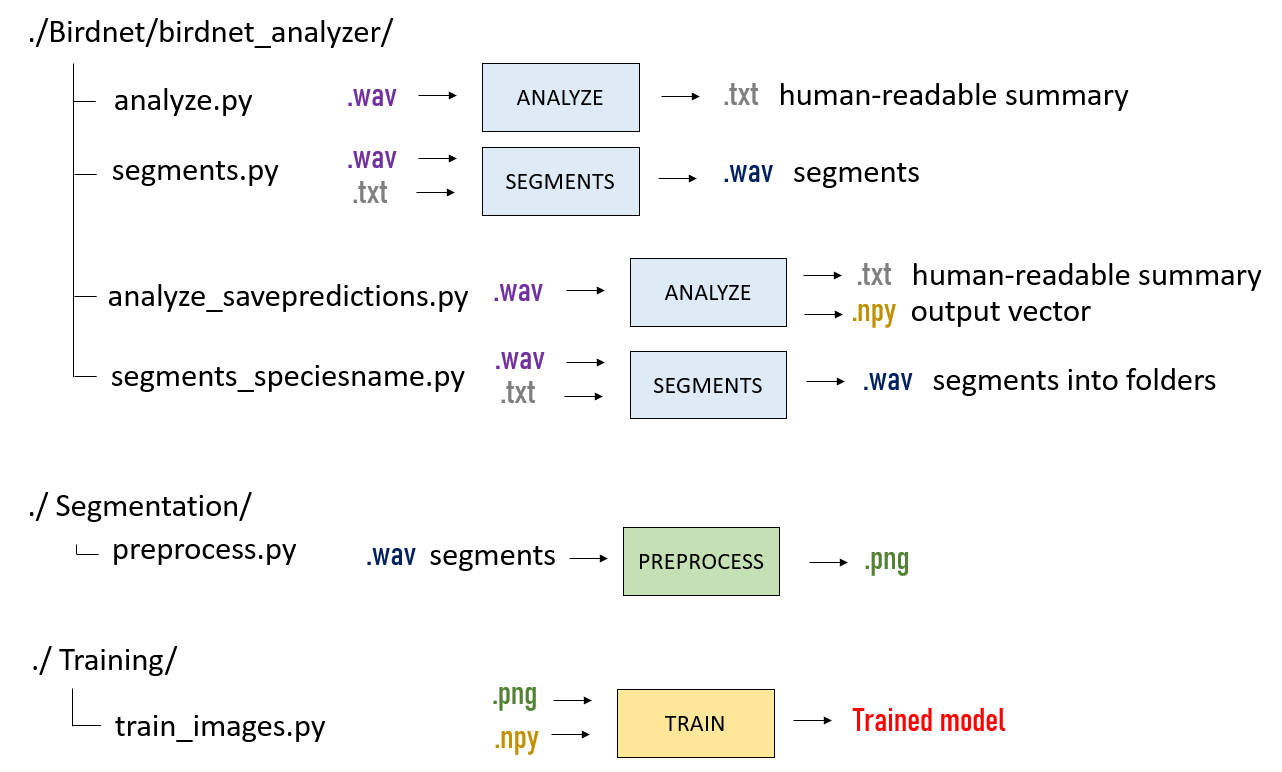 ./Birdnet/birdnet_analyzer/
analyze.py .wav ANALYZE .txt human-readable summary
segments.py .wav .txt SEGMENTS .wav segments
analyze_savepredictions.py .wav ANALYZE .txt human-readable summary
.npy output vector
segments_speciesname.py .wav .txt SEGMENTS .wav segments into folders
./ Segmentation/
preprocess.py .wav segments PREPROCESS .png
./ Training/
train_images.py .png .npy TRAIN Trained model